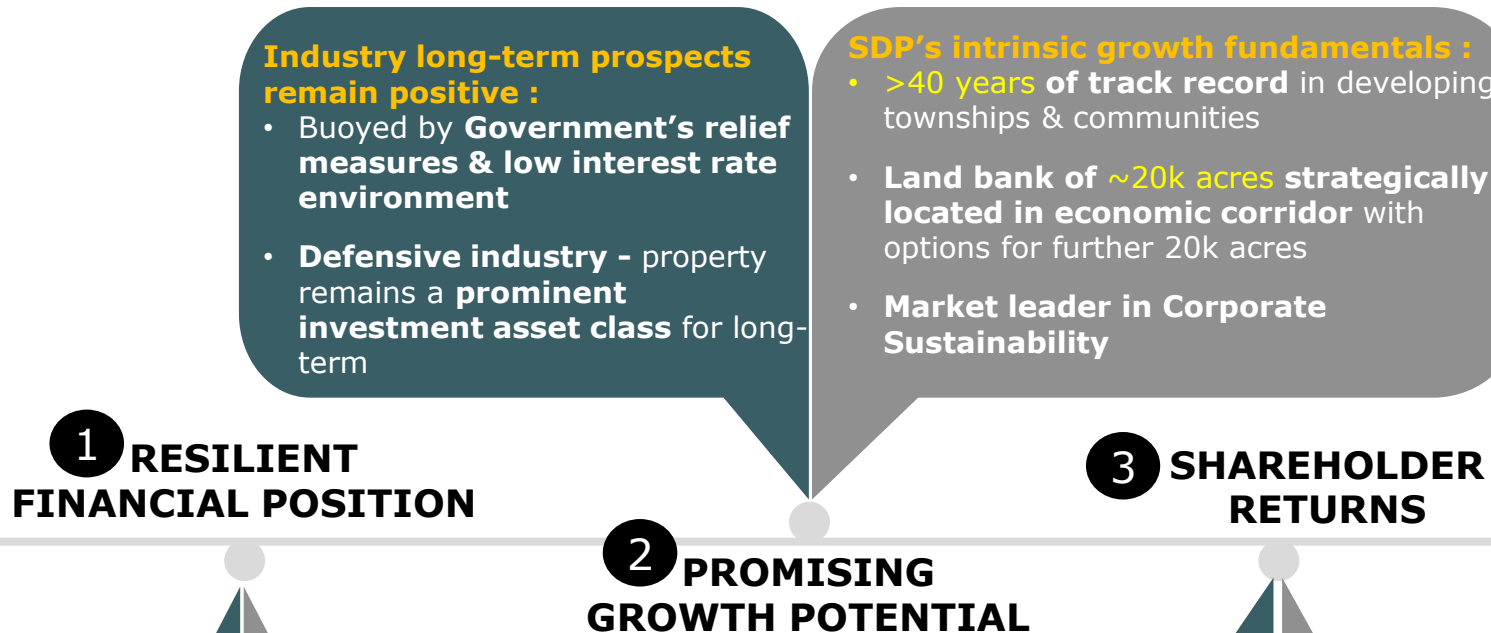 Industry long-term prospects
remain positive :
• Buoyed by Government's relief
measures & low interest rate
environment
• Defensive industry - property
remains a prominent
investment asset class for long-
term
SDP's intrinsic growth fundamentals :
• >40 years of track record in developing
townships & communities
• Land bank of ~20k acres strategically
located in economic corridor with
options for further 20k acres
• Market leader in Corporate
Sustainability
1 RESILIENT
FINANCIAL POSITION
2 PROMISING
GROWTH POTENTIAL
3 SHAREHOLDER
RETURNS